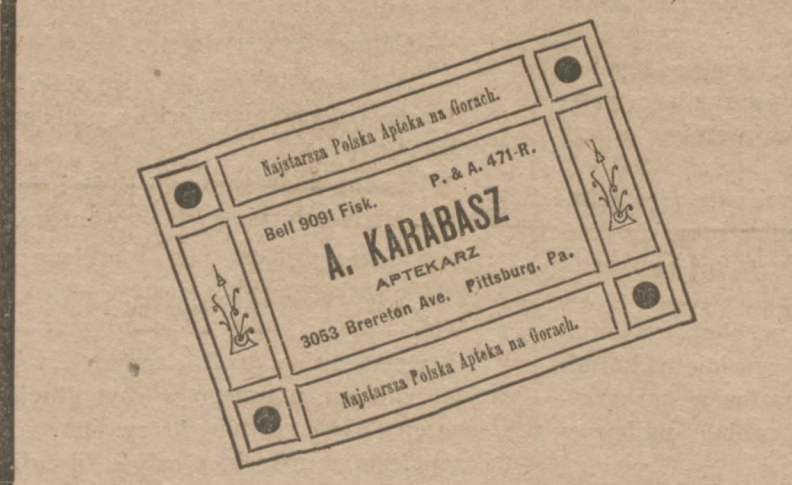 Najstarsza Polska Apteka na Gorach.
Bell 9091 Fisk. P. & A. 471-R.
A. KARABASZ
APTEKARZ
3053 Brereton Ave. Pittsburg, Pa.
Najstarsza Polska Apteka na Gorach.